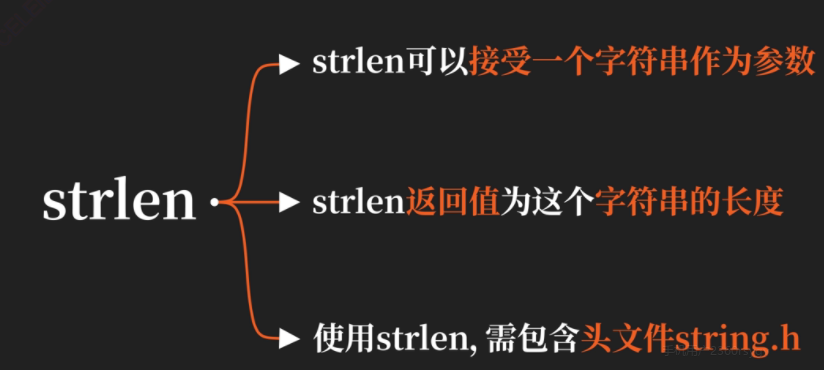 strlen可以接受一个字符串作为参数
strlen
strlen返回值为这个字符串的长度
使用strlen, 需包含头文件string.h